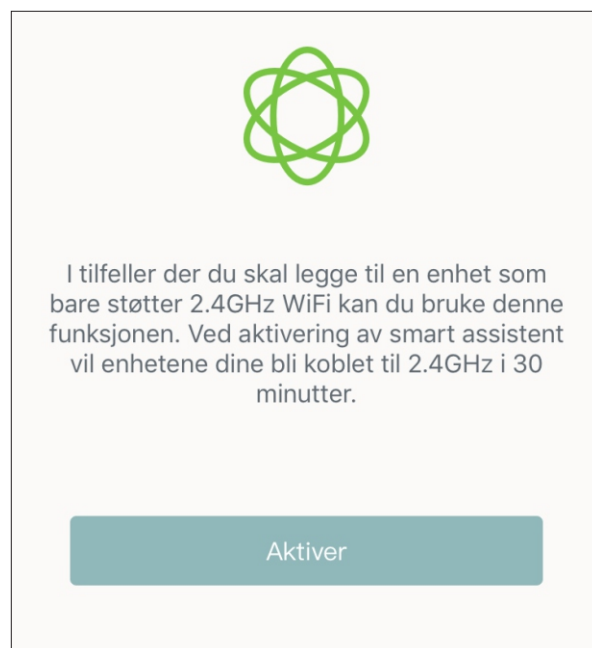 I tilfeller der du skal legge til en enhet som
bare støtter 2.4GHz WiFi kan du bruke denne
funksjonen. Ved aktivering av smart assistent
vil enhetene dine bli koblet til 2.4GHz i 30
minutter.
Aktiver